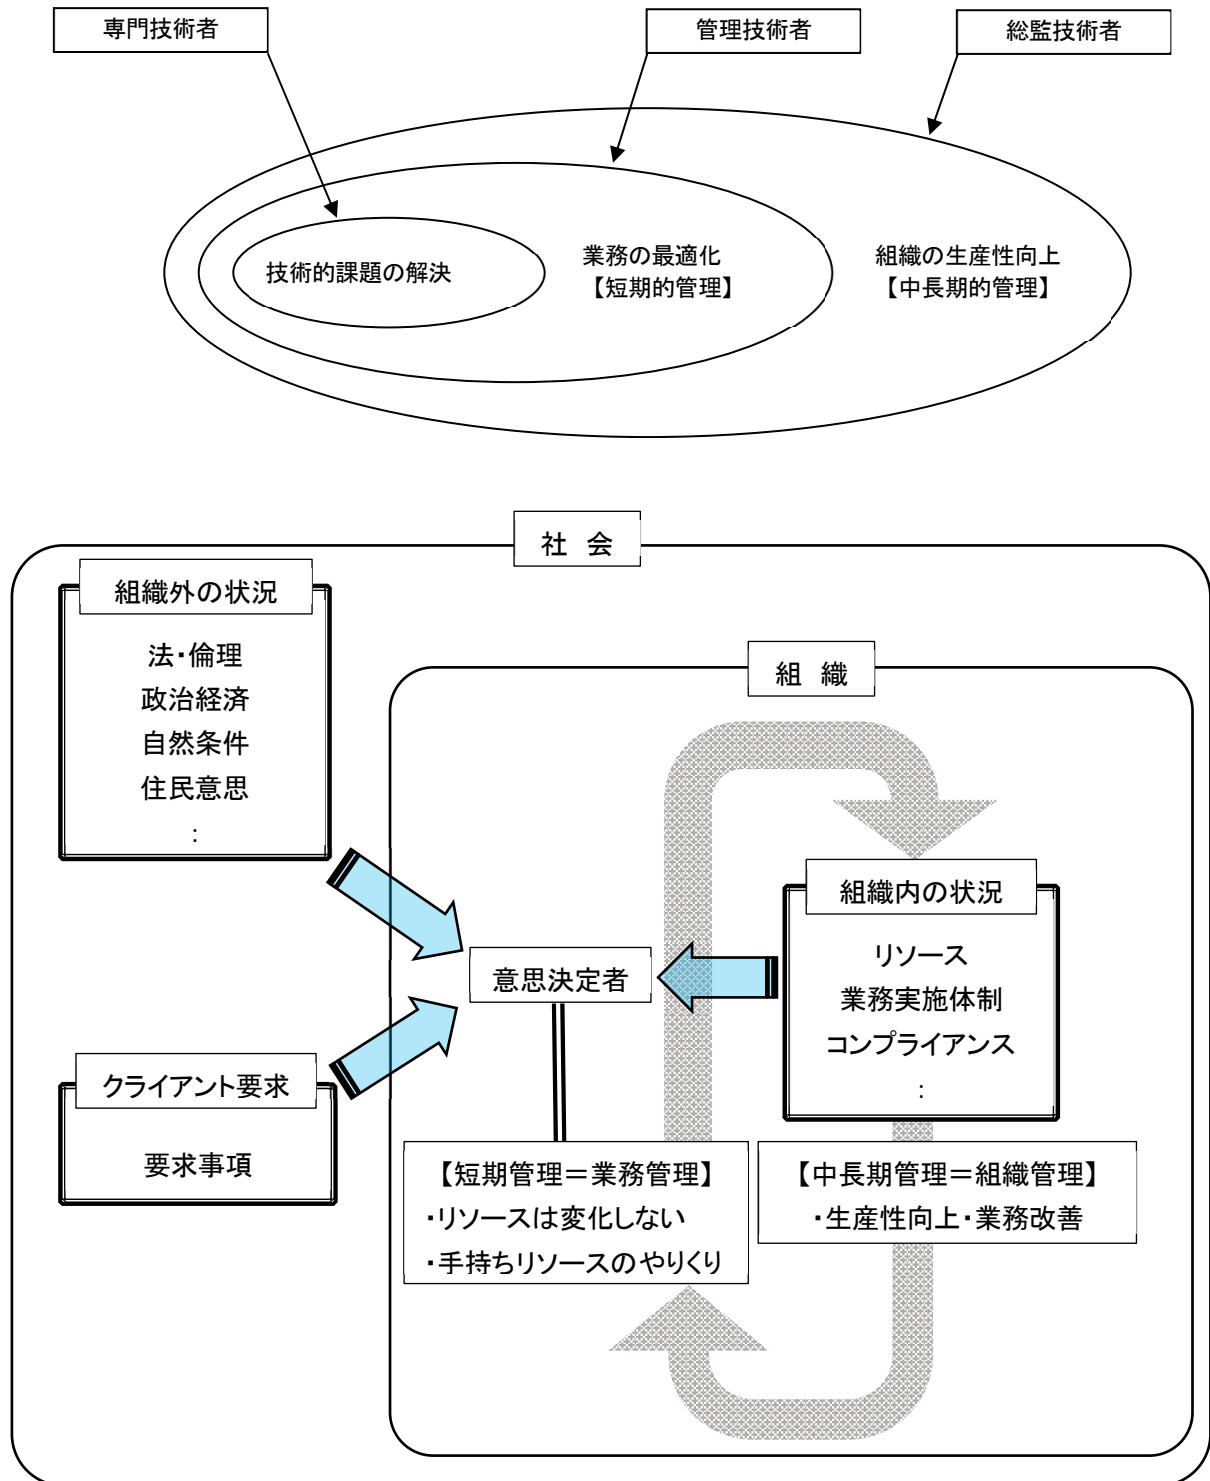 専門技術者
管理技術者
総監技術者
技術的課題の解決
業務の最適化
【短期的管理】
組織の生産性向上
【中長期的管理】
社 会
組織外の状況
法・倫理
政治経済
自然条件
住民意思
:
組 織
組織内の状況
リソース
業務実施体制
コンプライアンス
:
意思決定者
クライアント要求
要求事項
【短期管理＝業務管理】
・リソースは変化しない
・手持ちリソースのやりくり
【中長期管理＝組織管理】
・生産性向上・業務改善